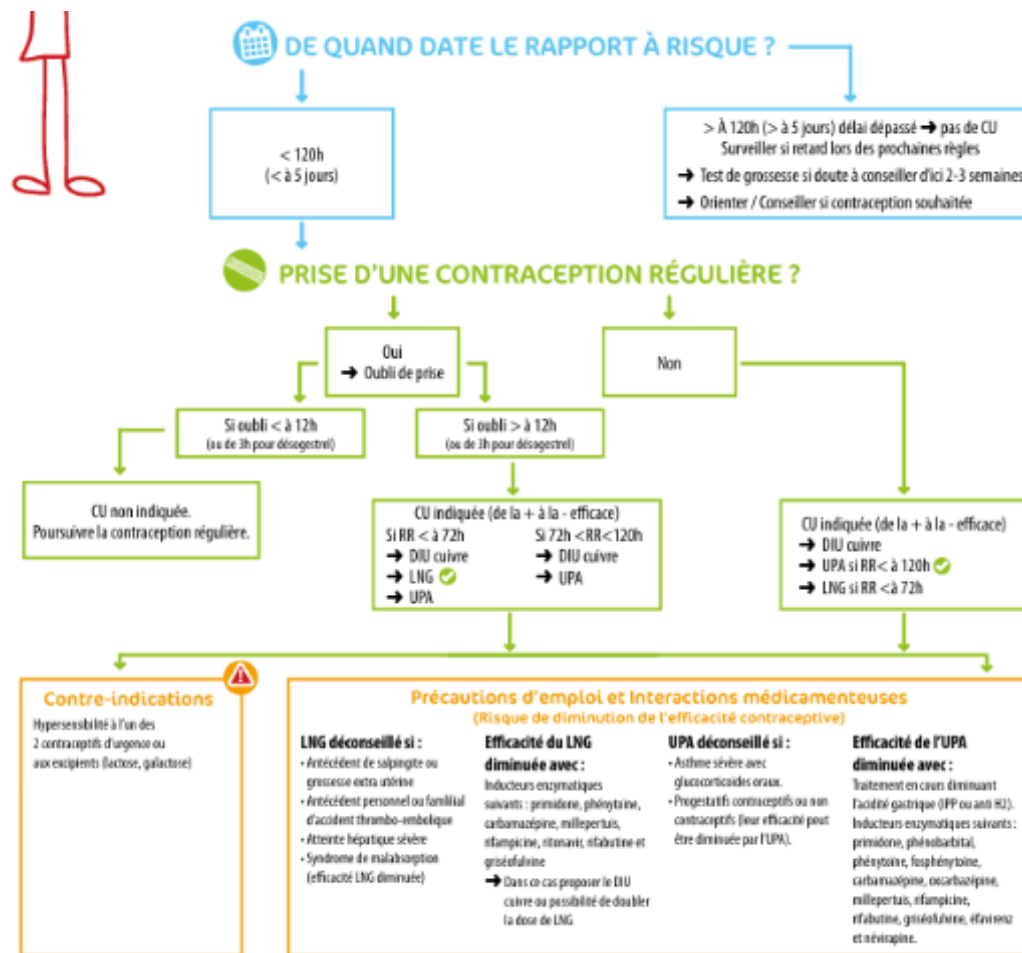 DE QUAND DATE LE RAPPORT À RISQUE ?
< 120h
(< à 5 jours)
> À 120h (> à 5 jours) délai dépassé ➜ pas de CU
Surveiller si retard lors des prochaines règles
➜ Test de grossesse si doute à conseiller d'ici 2-3 semaines
➜ Orienter / Conseiller si contraception souhaitée
PRISE D'UNE CONTRACEPTION RÉGULIÈRE ?
Oui
➜ Oubli de prise
Non
Si oubli < à 12h
(ou de 3h pour désogestrel)
Si oubli > à 12h
(ou de 3h pour désogestrel)
CU non indiquée.
Poursuivre la contraception régulière.
CU indiquée (de la + à la - efficace)
Si RR < à 72h
➜ DIU cuivre
➜ LNG
➜ UPA
Si 72h <RR<120h
➜ DIU cuivre
➜ UPA
CU indiquée (de la + à la - efficace)
➜ DIU cuivre
➜ UPA si RR< à 120h
➜ LNG si RR <à 72h
Contre-indications
Hypersensibilité à l'un des
2 contraceptifs d'urgence ou
aux excipients (lactose, galactose)
Précautions d'emploi et Interactions médicamenteuses
(Risque de diminution de l'efficacité contraceptive)
LNG déconseillé si :
• Antécédent de salpingite ou
grossesse extra utérine
• Antécédent personnel ou familial
d'accident thrombo-embolique
• Atteinte hépatique sévère
• Syndrome de malabsorption
(efficacité LNG diminuée)
Efficacité du LNG
diminuée avec :
Inducteurs enzymatiques
suivants : primidone, phénytoïne,
carbamazépine, millepertuis,
rifampicine, ritonavir, rifabutine et
griséofulvine
➜ Dans ce cas proposer le DIU
cuivre ou possibilité de doubler
la dose de LNG
UPA déconseillé si :
• Asthme sévère avec
glucocorticoïdes oraux.
• Progestatifs contraceptifs ou non
contraceptifs (leur efficacité peut
être diminuée par l'UPA).
Efficacité de l'UPA
diminuée avec :
Traitement en cours diminuant
l'acidité gastrique (IPP ou anti H2).
Inducteurs enzymatiques suivants :
primidone, phénobarbital,
phénytoïne, fosphénytoïne,
carbamazépine, oxcarbazépine,
millepertuis, rifampicine,
rifabutine, griséofulvine, éfavirenz
et névirapine.